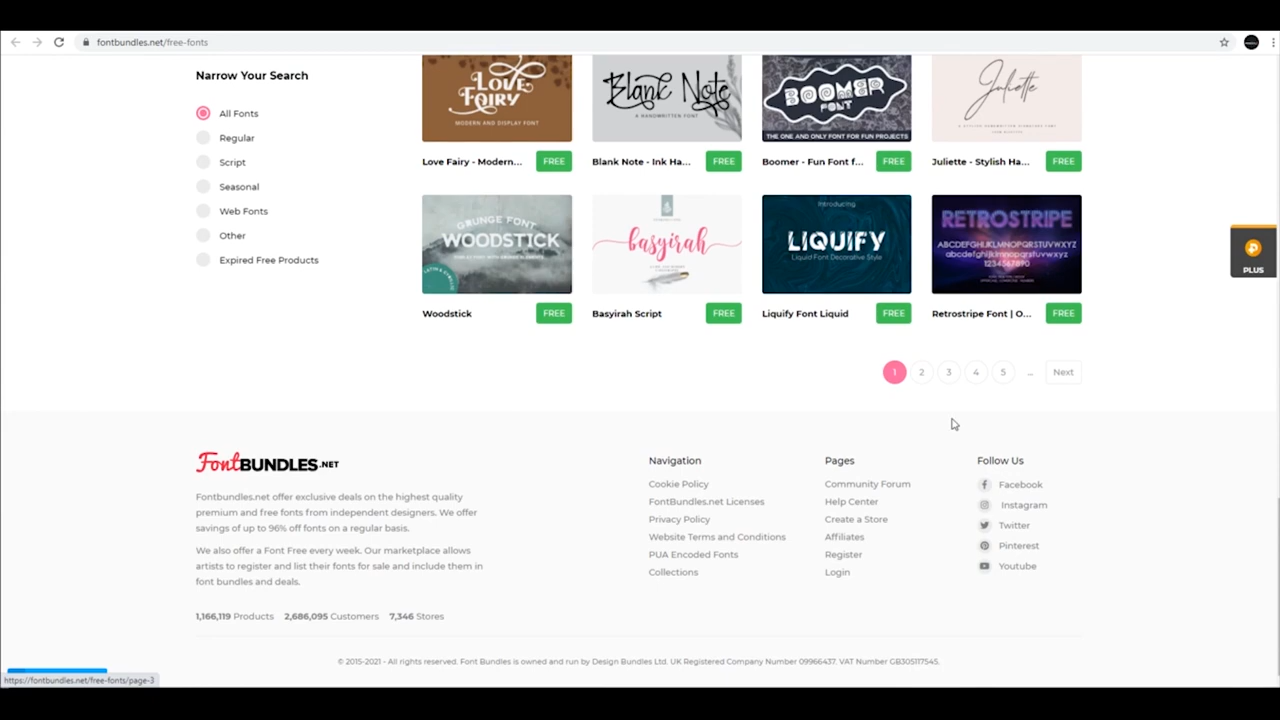 fontbundles.net/free-fonts
Narrow Your Search
All Fonts
Regular
Script
Seasonal
Web Fonts
Other
Expired Free Products
LOVE
FAIRY
MODERN AND DISPLAY FONT
Blank Note
A HANDWRITTEN FONT
BOOMER
FONT
THE ONE AND ONLY FONT FOR FUN PROJECTS
Juliette
Love Fairy - Modern...
FREE
Blank Note - Ink Ha...
FREE
Boomer - Fun Font f...
FREE
Juliette - Stylish Ha...
FREE
GRUNGE FONT
WOODSTICK
basyirah
Introducing
LIQUIFY
Liquid Font Decorative Style
RETROSTRIPE
ABCDEFGHIJKLMNOPQRSTUVWXYZ
abcdefghijklmnopqrstuvwxyz
1234567890
Woodstick
FREE
Basyirah Script
FREE
Liquify Font Liquid
FREE
Retrostripe Font | O...
FREE
PLUS
1 2 3 4 5 ... Next
FontBUNDLES.NET
Fontbundles.net offer exclusive deals on the highest quality
premium and free fonts from independent designers. We offer
savings of up to 96% off fonts on a regular basis.
We also offer a Font Free every week. Our marketplace allows
artists to register and list their fonts for sale and include them in
font bundles and deals.
1,166,119 Products 2,686,095 Customers 7,346 Stores
Navigation
Cookie Policy
FontBundles.net Licenses
Privacy Policy
Website Terms and Conditions
PUA Encoded Fonts
Collections
Pages
Community Forum
Help Center
Create a Store
Affiliates
Register
Login
Follow Us
Facebook
Instagram
Twitter
Pinterest
Youtube
© 2015-2021 - All rights reserved. Font Bundles is owned and run by Design Bundles Ltd. UK Registered Company Number 09966437. VAT Number GB305117545.
https://fontbundles.net/free-fonts/page-3